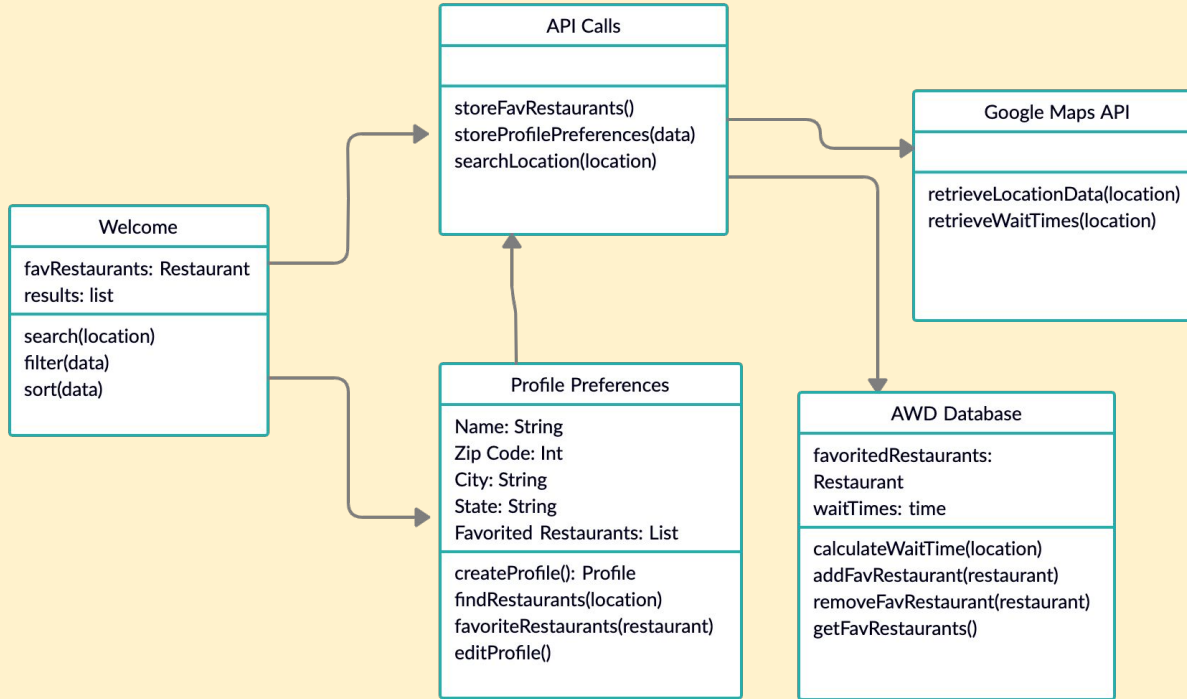 API Calls
storeFavRestaurants()
storeProfilePreferences(data)
searchLocation(location)
Google Maps API
retrieveLocationData(location)
retrieveWaitTimes(location)
Welcome
favRestaurants: Restaurant
results: list
search(location)
filter(data)
sort(data)
Profile Preferences
Name: String
Zip Code: Int
City: String
State: String
Favorited Restaurants: List
createProfile(): Profile
findRestaurants(location)
favoriteRestaurants(restaurant)
editProfile()
AWD Database
favoritedRestaurants:
Restaurant
waitTimes: time
calculateWaitTime(location)
addFavRestaurant(restaurant)
removeFavRestaurant(restaurant)
getFavRestaurants()